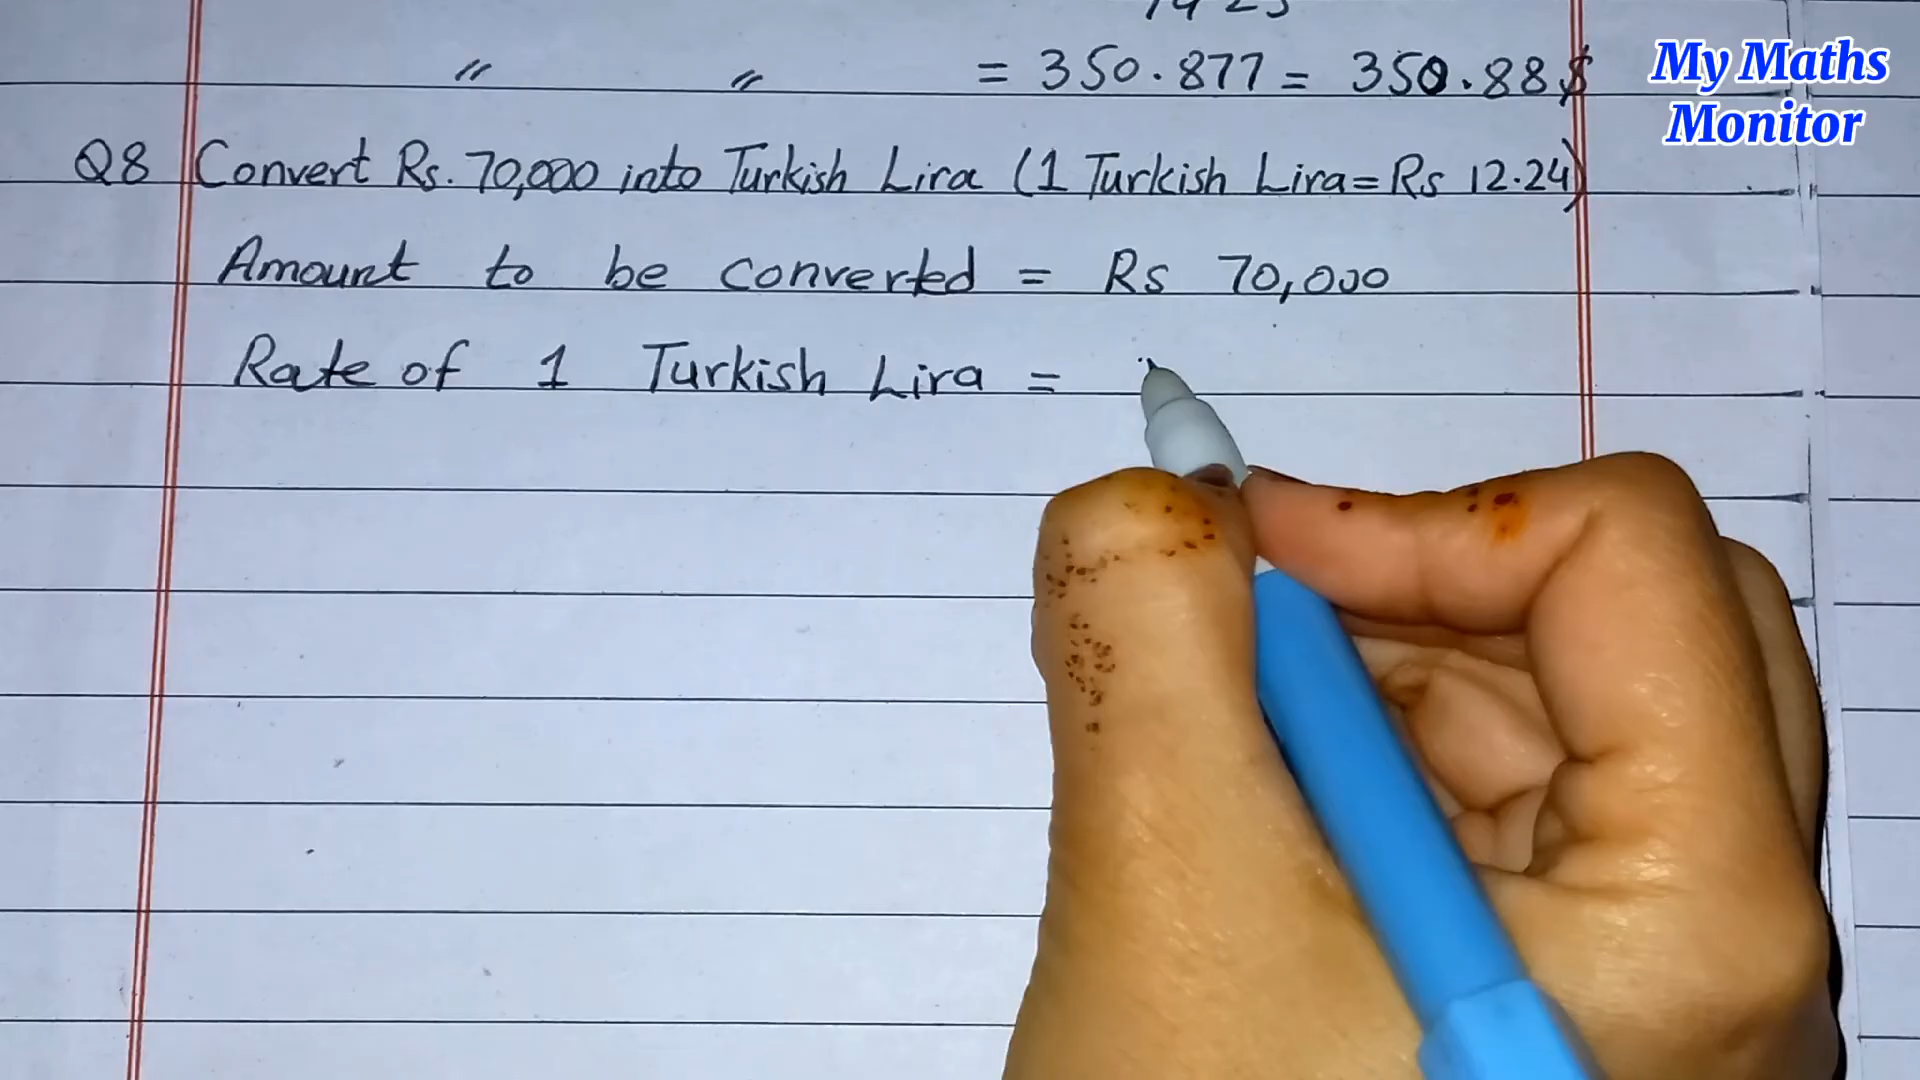 〃 〃 = 350.877 = 350.88$
My Maths
Monitor
Q8 Convert Rs. 70,000 into Turkish Lira (1 Turkish Lira = Rs 12.24)
Amount to be converted = Rs 70,000
Rate of 1 Turkish Lira =